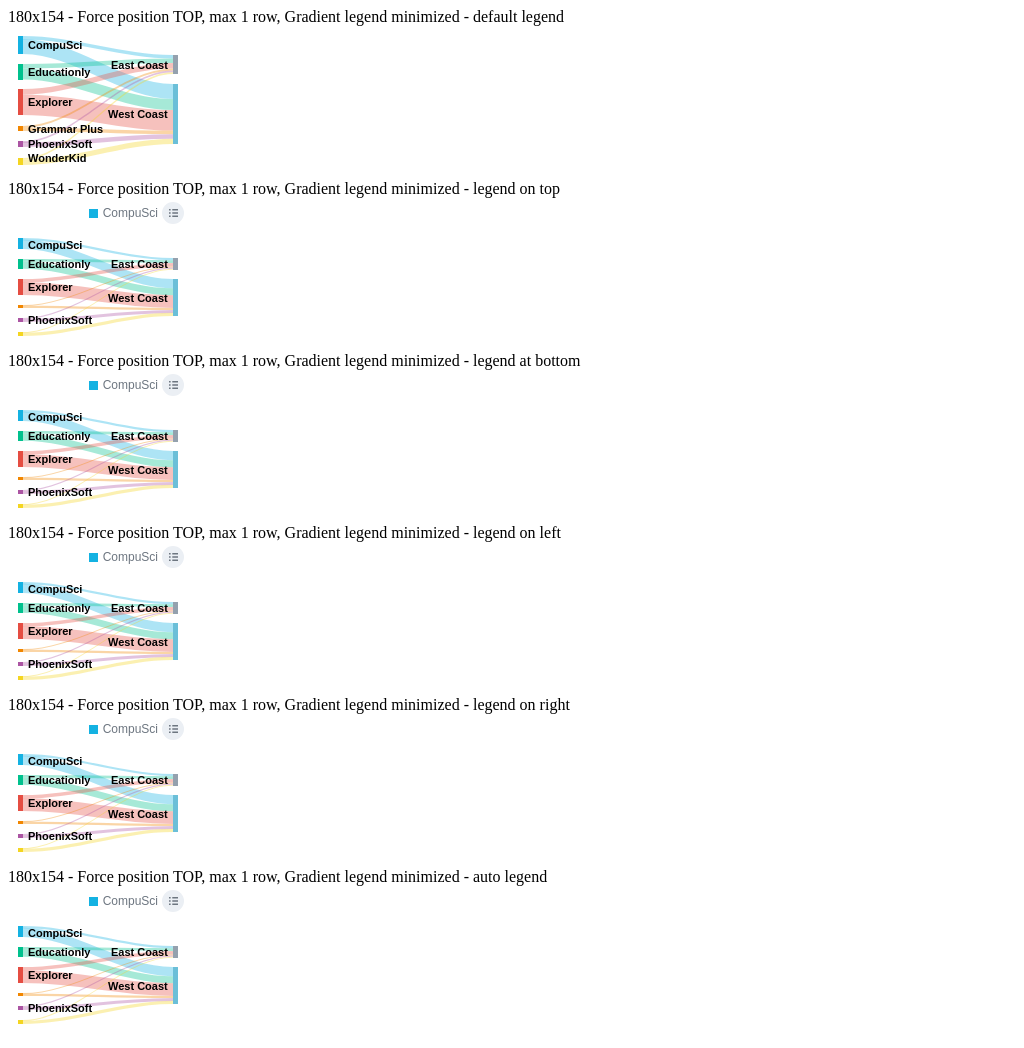 180x154 - Force position TOP, max 1 row, Gradient legend minimized - default legend
CompuSci
East Coast
Educationly
Explorer
West Coast
Grammar Plus
PhoenixSoft
WonderKid
180x154 - Force position TOP, max 1 row, Gradient legend minimized - legend on top
CompuSci
CompuSci
Educationly East Coast
Explorer
West Coast
PhoenixSoft
180x154 - Force position TOP, max 1 row, Gradient legend minimized - legend at bottom
CompuSci
CompuSci
Educationly East Coast
Explorer
West Coast
PhoenixSoft
180x154 - Force position TOP, max 1 row, Gradient legend minimized - legend on left
CompuSci
CompuSci
Educationly East Coast
Explorer
West Coast
PhoenixSoft
180x154 - Force position TOP, max 1 row, Gradient legend minimized - legend on right
CompuSci
CompuSci
Educationly East Coast
Explorer
West Coast
PhoenixSoft
180x154 - Force position TOP, max 1 row, Gradient legend minimized - auto legend
CompuSci
CompuSci
Educationly East Coast
Explorer
West Coast
PhoenixSoft